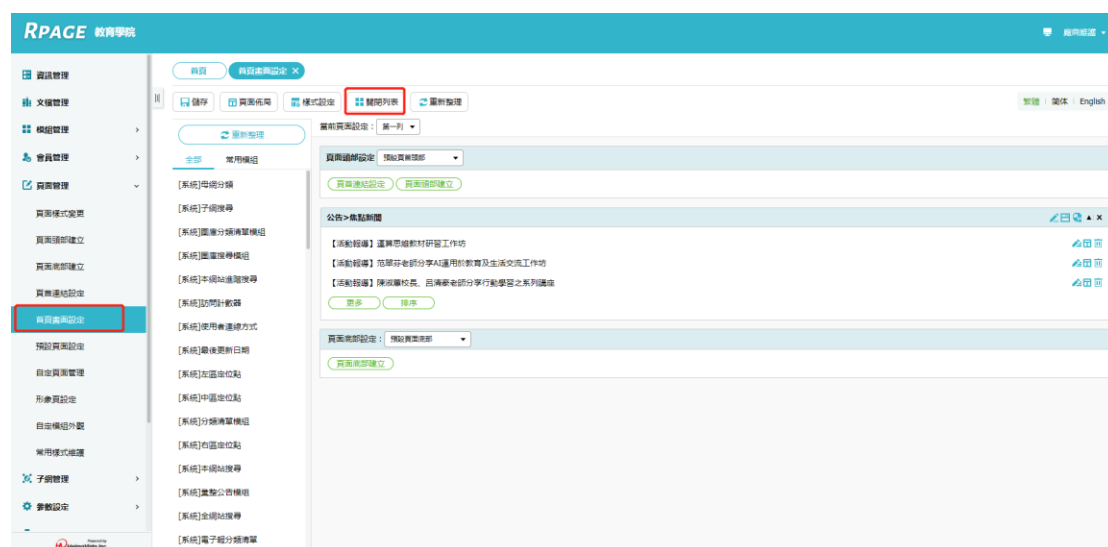 RPAGE 教育學院
廠商維護
資訊管理
文檔管理
模組管理
會員管理
頁面管理
頁面樣式變更
頁面頭部建立
頁面底部建立
頁首連結設定
首頁畫面設定
預設頁面設定
自定頁面管理
形象頁設定
自定模組外觀
常用樣式維護
子網管理
參數設定
Powered by
首頁
首頁畫面設定 ×
儲存
頁面佈局
樣式設定
關閉列表
重新整理
繁體 | 简体 | English
重新整理
全部
常用模組
[系統]母網分類
[系統]子網搜尋
[系統]圖庫分類清單模組
[系統]圖庫搜尋模組
[系統]本網站進階搜尋
[系統]訪問計數器
[系統]使用者連線方式
[系統]最後更新日期
[系統]左區定位點
[系統]中區定位點
[系統]分類清單模組
[系統]右區定位點
[系統]本網站搜尋
[系統]彙整公告模組
[系統]全網站搜尋
[系統]電子報分類清單
當前頁面設定： 第一列
頁面頭部設定 預設頁首頭部
頁首連結設定
頁面頭部建立
公告>焦點新聞
【活動報導】運算思維教材研習工作坊
【活動報導】范單芬老師分享AI運用於教育及生活交流工作坊
【活動報導】陳淑華校長、呂清豪老師分享行動學習之系列講座
更多
排序
頁面底部設定： 預設頁面底部
頁面底部建立